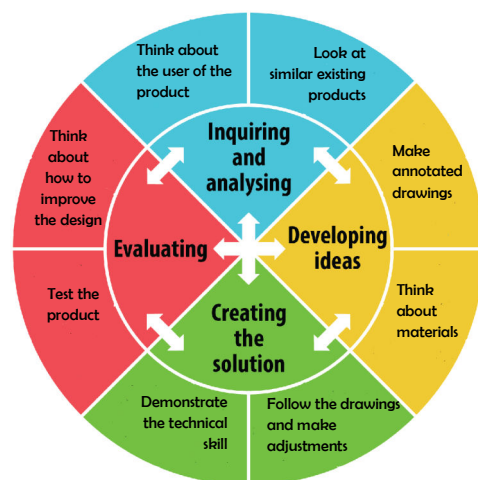 Think about
the user of the
product
Look at
similar existing
products
Think
about
how to
improve
the design
Inquiring
and
analysing
Make
annotated
drawings
Evaluating
Developing
ideas
Test the
product
Creating
the
solution
Think
about
materials
Demonstrate
the technical
skill
Follow the drawings
and make
adjustments